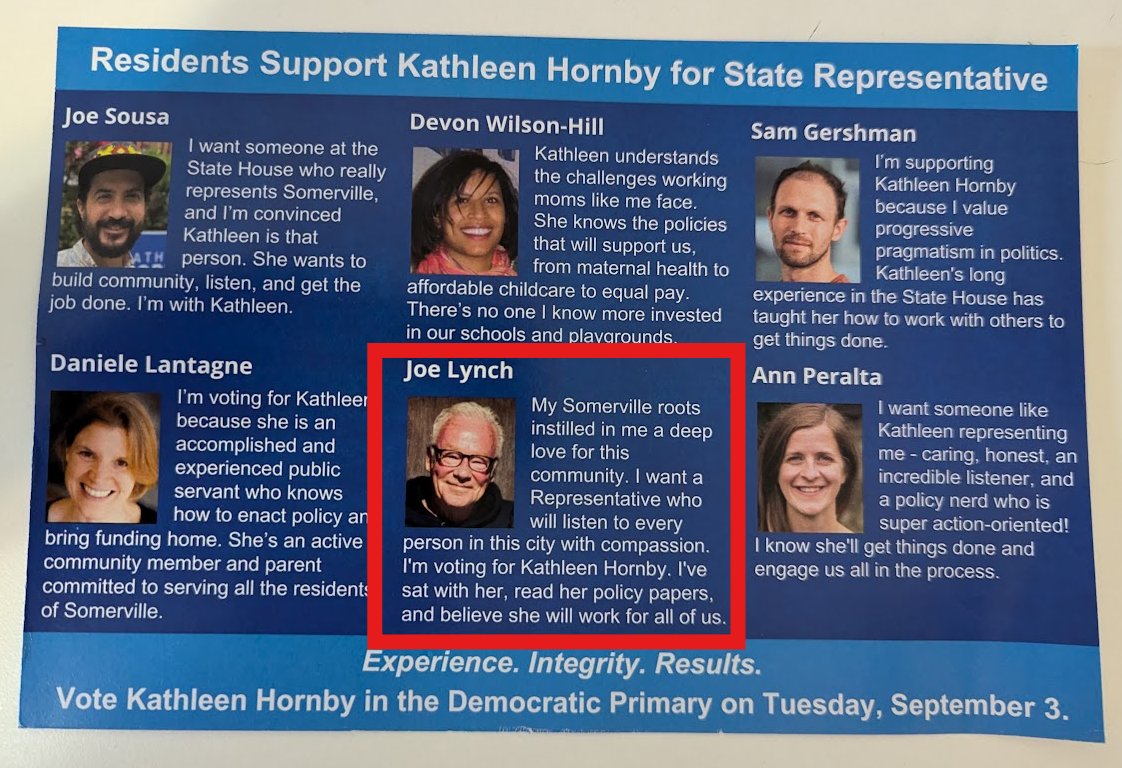 Residents Support Kathleen Hornby for State Representative
Joe Sousa
I want someone at the
State House who really
represents Somerville,
and I'm convinced
Kathleen is that
person. She wants to
build community, listen, and get the
job done. I'm with Kathleen.
Devon Wilson-Hill
Kathleen understands
the challenges working
moms like me face.
She knows the policies
that will support us,
from maternal health to
affordable childcare to equal pay.
There's no one I know more invested
in our schools and playgrounds.
Sam Gershman
I'm supporting
Kathleen Hornby
because I value
progressive
pragmatism in politics.
Kathleen's long
experience in the State House has
taught her how to work with others to
get things done.
Daniele Lantagne
I'm voting for Kathleen
because she is an
accomplished and
experienced public
servant who knows
how to enact policy an
bring funding home. She's an active
community member and parent
committed to serving all the residents
of Somerville.
Joe Lynch
My Somerville roots
instilled in me a deep
love for this
community. I want a
Representative who
will listen to every
person in this city with compassion.
I'm voting for Kathleen Hornby. I've
sat with her, read her policy papers,
and believe she will work for all of us.
Ann Peralta
I want someone like
Kathleen representing
me - caring, honest, an
incredible listener, and
a policy nerd who is
super action-oriented!
I know she'll get things done and
engage us all in the process.
Experience. Integrity. Results.
Vote Kathleen Hornby in the Democratic Primary on Tuesday, September 3.